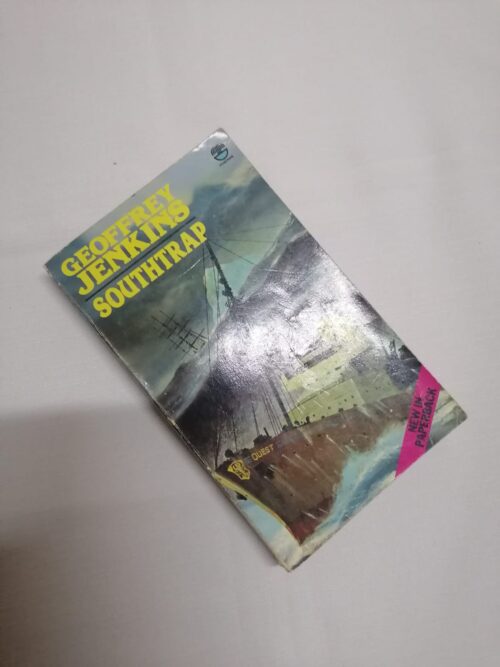 GEOFFREY
JENKINS
SOUTHTRAP
QUEST
NEW IN
PAPERBACK